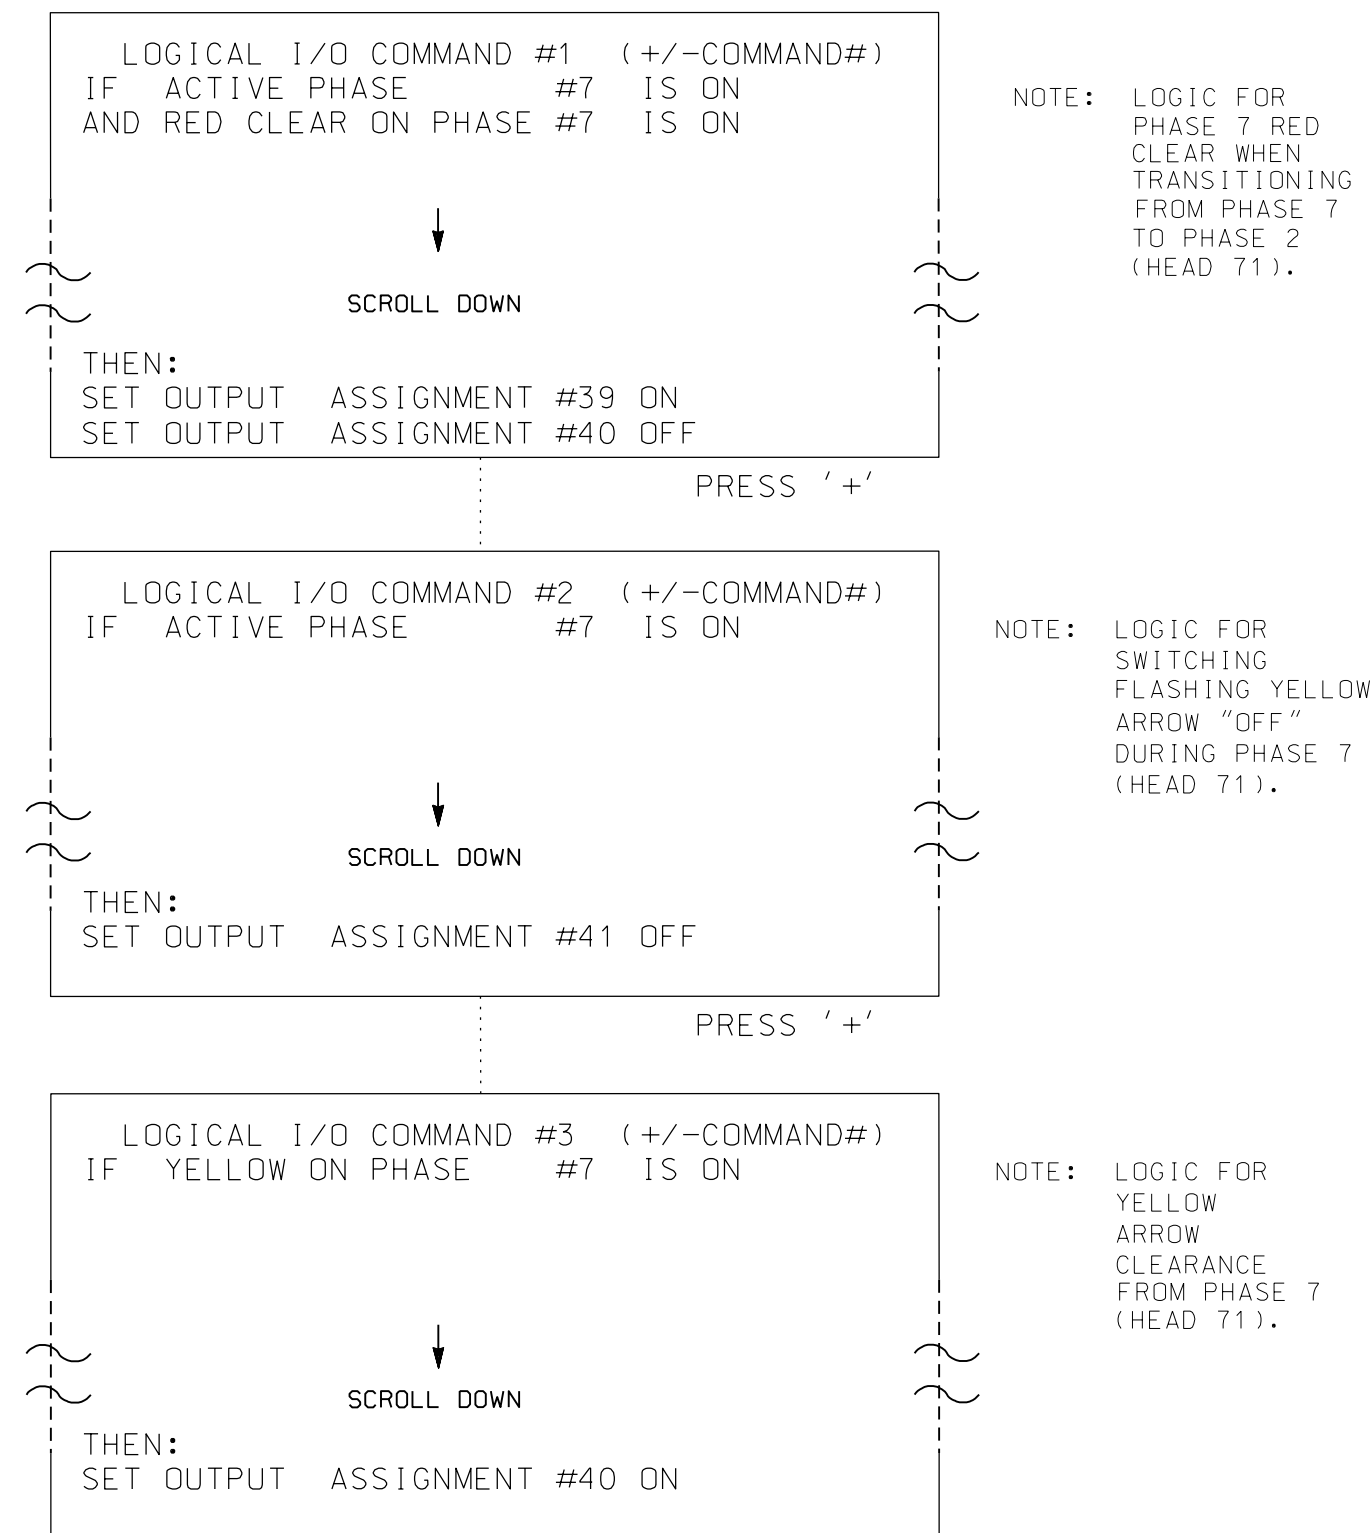 LOGICAL I/O COMMAND #1 (+/-COMMAND#)
IF ACTIVE PHASE #7 IS ON
AND RED CLEAR ON PHASE #7 IS ON
SCROLL DOWN
THEN:
SET OUTPUT ASSIGNMENT #39 ON
SET OUTPUT ASSIGNMENT #40 OFF
NOTE: LOGIC FOR
PHASE 7 RED
CLEAR WHEN
TRANSITIONING
FROM PHASE 7
TO PHASE 2
(HEAD 71).
PRESS '+'
LOGICAL I/O COMMAND #2 (+/-COMMAND#)
IF ACTIVE PHASE #7 IS ON
SCROLL DOWN
THEN:
SET OUTPUT ASSIGNMENT #41 OFF
NOTE: LOGIC FOR
SWITCHING
FLASHING YELLOW
ARROW "OFF"
DURING PHASE 7
(HEAD 71).
PRESS '+'
LOGICAL I/O COMMAND #3 (+/-COMMAND#)
IF YELLOW ON PHASE #7 IS ON
SCROLL DOWN
THEN:
SET OUTPUT ASSIGNMENT #40 ON
NOTE: LOGIC FOR
YELLOW
ARROW
CLEARANCE
FROM PHASE 7
(HEAD 71).